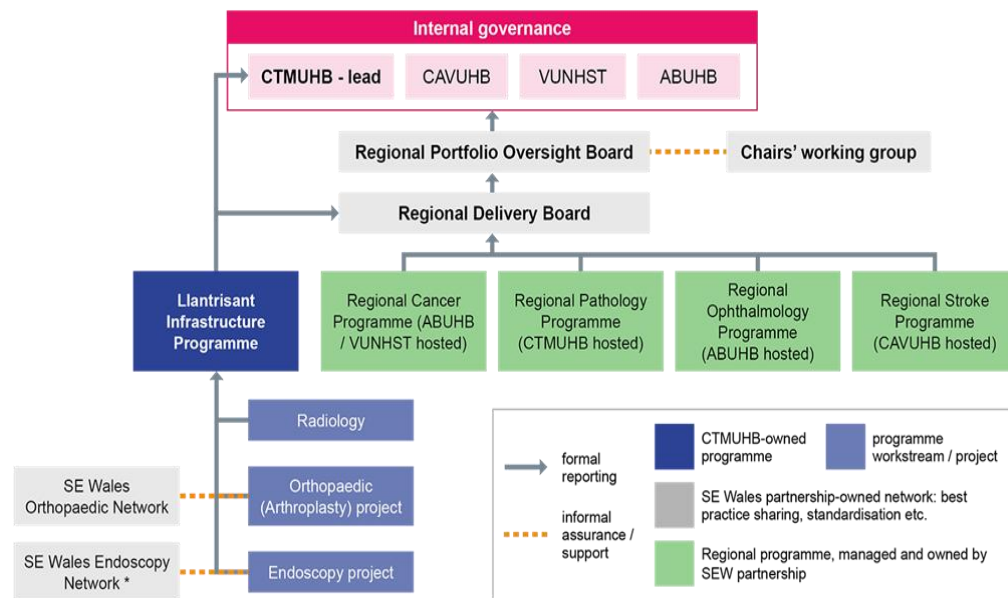 Internal governance
CTMUHB - lead
CAVUHB
VUNHST
ABUHB
Regional Portfolio Oversight Board
Chairs' working group
Regional Delivery Board
Llantrisant
Infrastructure
Programme
Regional Cancer
Programme (ABUHB
/ VUNHST hosted)
Regional Pathology
Programme
(CTMUHB hosted)
Regional
Ophthalmology
Programme
(ABUHB hosted)
Regional Stroke
Programme
(CAVUHB hosted)
Radiology
SE Wales
Orthopaedic Network
Orthopaedic
(Arthroplasty) project
SE Wales Endoscopy
Network *
Endoscopy project
formal
reporting
informal
assurance /
support
CTMUHB-owned
programme
programme
workstream / project
SE Wales partnership-owned network: best
practice sharing, standardisation etc.
Regional programme, managed and owned by
SEW partnership